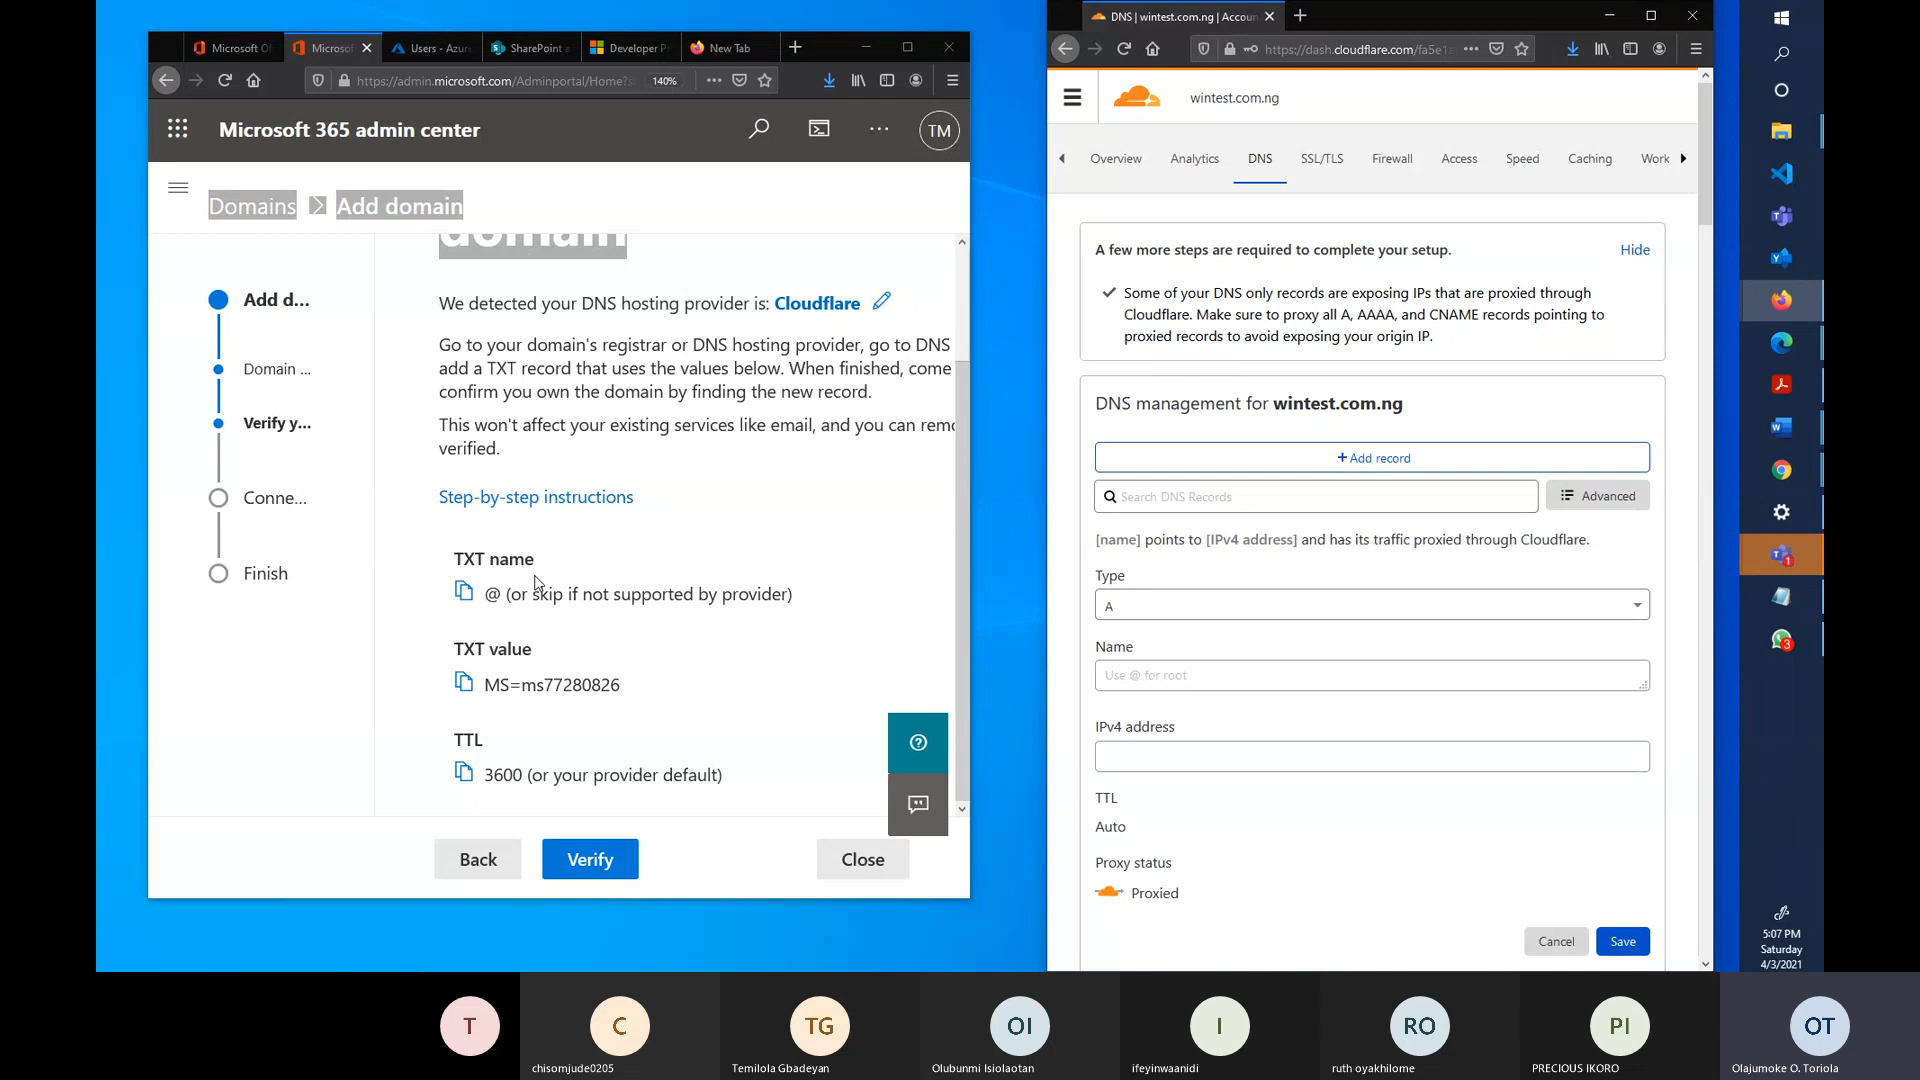 Microsoft Of
Microsof
Users - Azur
SharePoint a
Developer P
New Tab
https://admin.microsoft.com/Adminportal/Home?s
140%
Microsoft 365 admin center
TM
Domains > Add domain
domain
Add d...
Domain ...
Verify y...
Conne...
Finish
We detected your DNS hosting provider is: Cloudflare
Go to your domain's registrar or DNS hosting provider, go to DNS
add a TXT record that uses the values below. When finished, come
confirm you own the domain by finding the new record.
This won't affect your existing services like email, and you can remo
verified.
Step-by-step instructions
TXT name
@ (or skip if not supported by provider)
TXT value
MS=ms77280826
TTL
3600 (or your provider default)
Back
Verify
Close
DNS | wintest.com.ng | Accoun
https://dash.cloudflare.com/fa5e1a
wintest.com.ng
Overview
Analytics
DNS
SSL/TLS
Firewall
Access
Speed
Caching
Work
A few more steps are required to complete your setup.
Hide
Some of your DNS only records are exposing IPs that are proxied through
Cloudflare. Make sure to proxy all A, AAAA, and CNAME records pointing to
proxied records to avoid exposing your origin IP.
DNS management for wintest.com.ng
+ Add record
Search DNS Records
Advanced
[name] points to [IPv4 address] and has its traffic proxied through Cloudflare.
Type
A
Name
Use @ for root
IPv4 address
TTL
Auto
Proxy status
Proxied
Cancel
Save
1
3
5:07 PM
Saturday
4/3/2021
T
C
chisomjude0205
TG
Temilola Gbadeyan
OI
Olubunmi Isiolaotan
I
ifeyinwaanidi
RO
ruth oyakhilome
PI
PRECIOUS IKORO
OT
Olajumoke O. Toriola